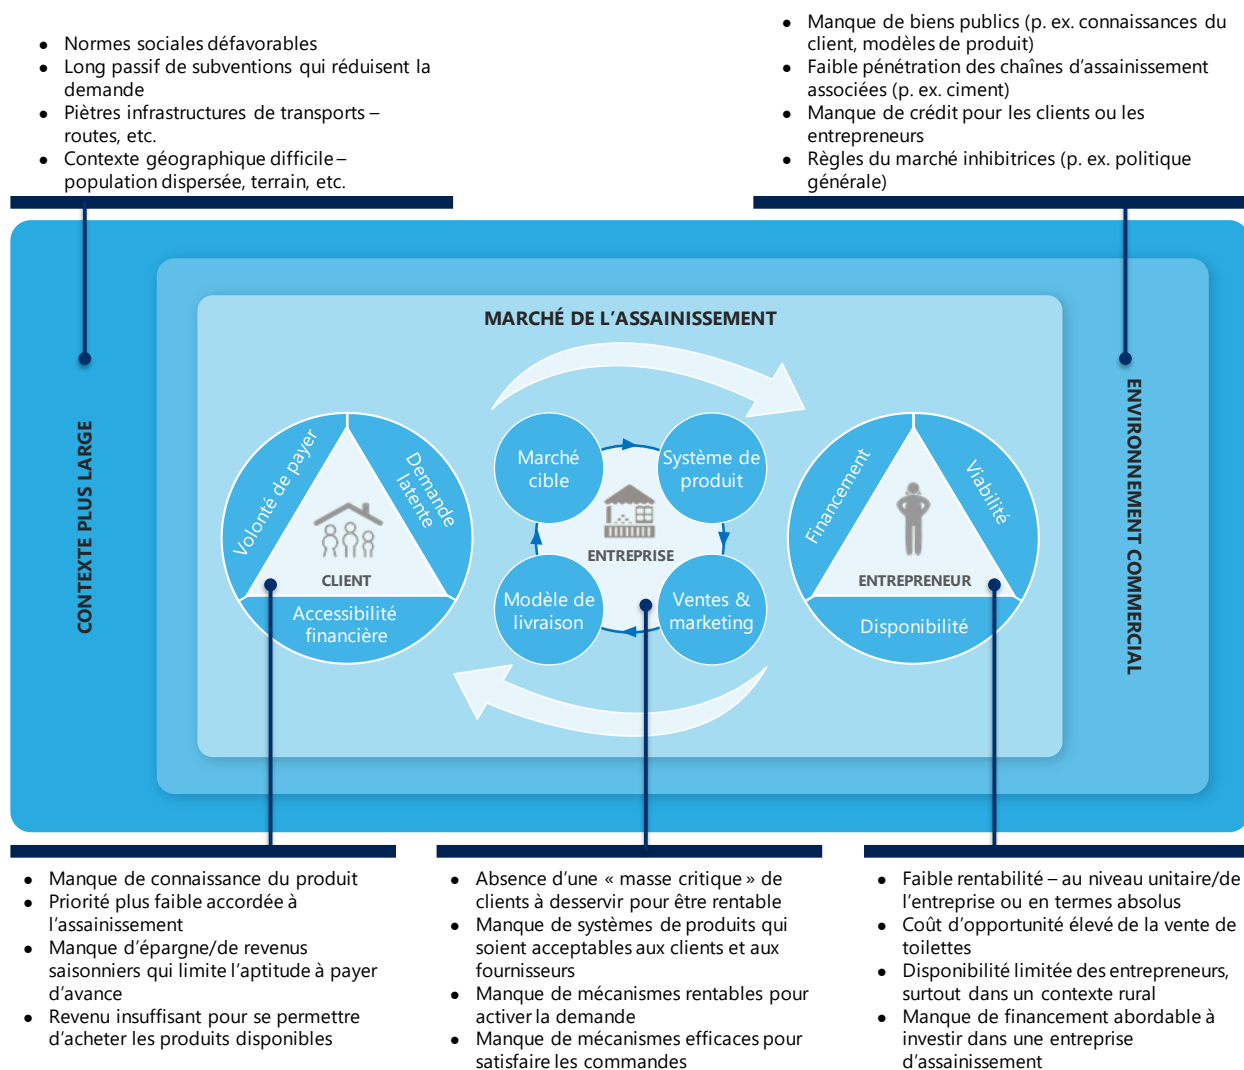 • Normes sociales défavorables
• Long passif de subventions qui réduisent la
demande
• Piètres infrastructures de transports –
routes, etc.
• Contexte géographique difficile –
population dispersée, terrain, etc.
• Manque de biens publics (p. ex. connaissances du
client, modèles de produit)
• Faible pénétration des chaînes d’assainissement
associées (p. ex. ciment)
• Manque de crédit pour les clients ou les
entrepreneurs
• Règles du marché inhibitrices (p. ex. politique
générale)
CONTEXTE PLUS LARGE
MARCHÉ DE L’ASSAINISSEMENT
Volonté de payer
Demande
latente
CLIENT
Accessibilité
financière
Marché
cible
Système de
produit
ENTREPRISE
Modèle de
livraison
Ventes &
marketing
Financement
Viabilité
ENTREPRENEUR
Disponibilité
ENVIRONNEMENT COMMERCIAL
• Manque de connaissance du produit
• Priorité plus faible accordée à
l’assainissement
• Manque d’épargne/de revenus
saisonniers qui limite l’aptitude à payer
d’avance
• Revenu insuffisant pour se permettre
d’acheter les produits disponibles
• Absence d’une « masse critique » de
clients à desservir pour être rentable
• Manque de systèmes de produits qui
soient acceptables aux clients et aux
fournisseurs
• Manque de mécanismes rentables pour
activer la demande
• Manque de mécanismes efficaces pour
satisfaire les commandes
• Faible rentabilité – au niveau unitaire/de
l’entreprise ou en termes absolus
• Coût d’opportunité élevé de la vente de
toilettes
• Disponibilité limitée des entrepreneurs,
surtout dans un contexte rural
• Manque de financement abordable à
investir dans une entreprise
d’assainissement